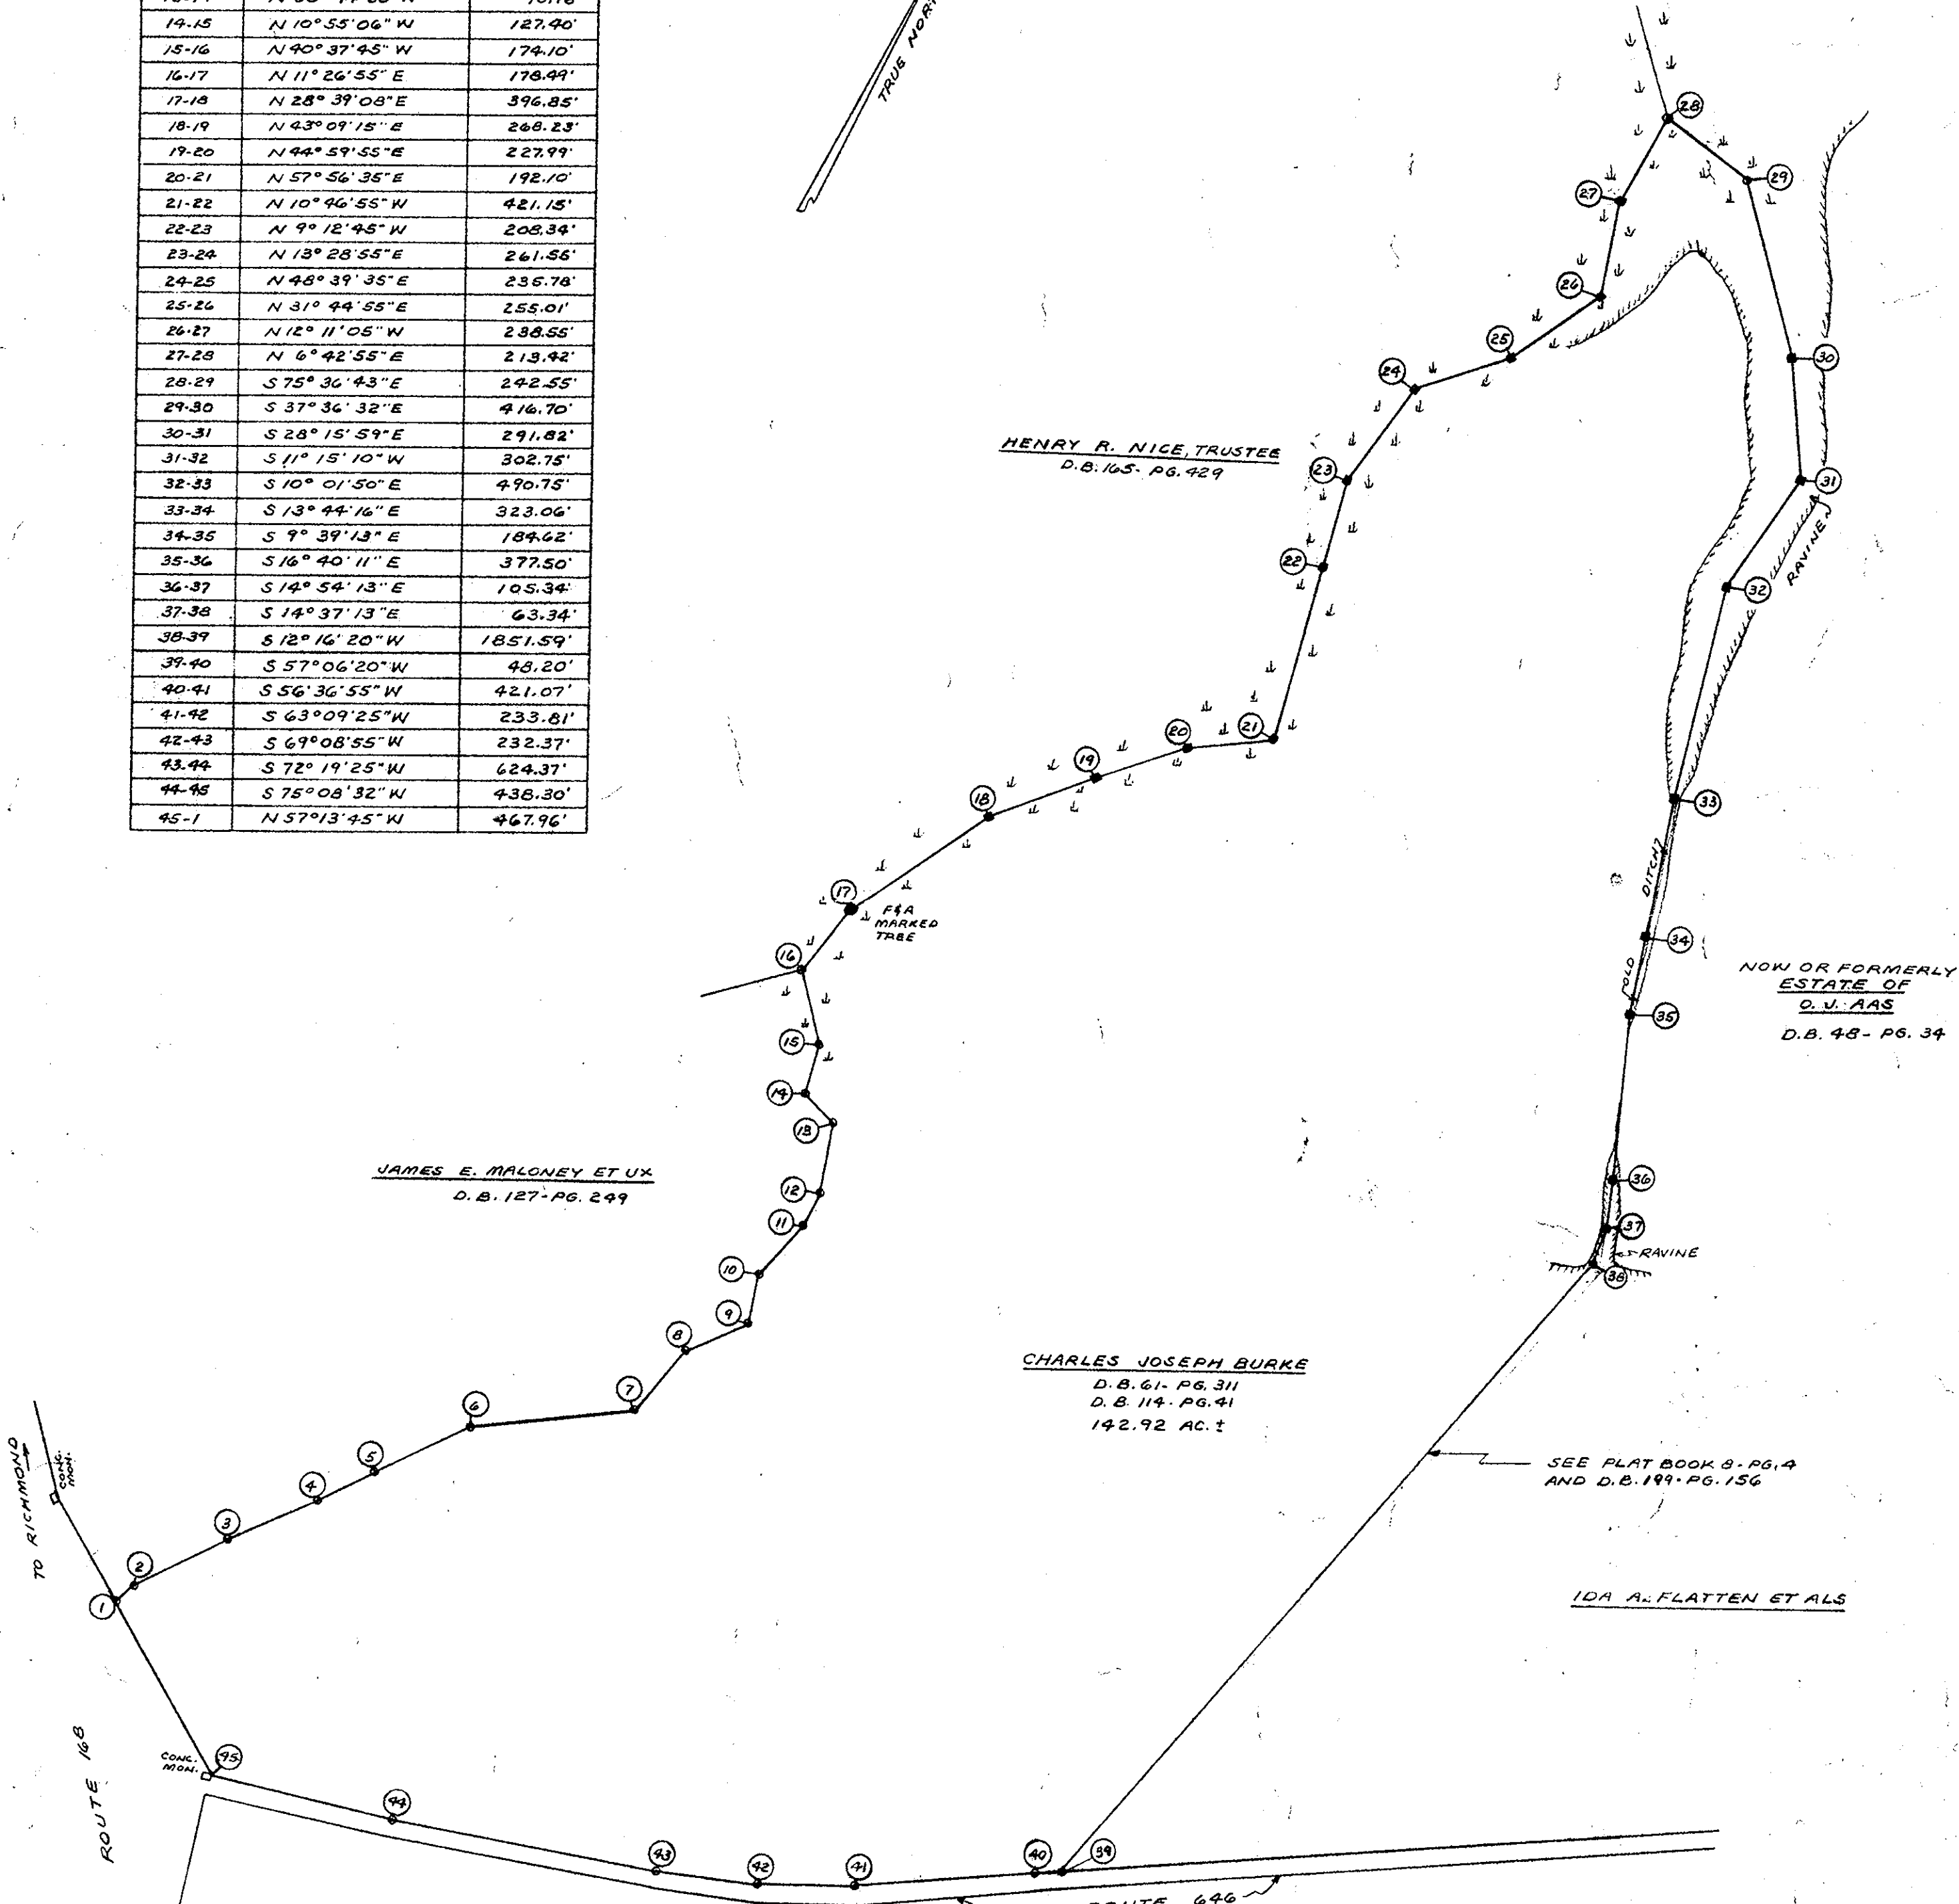 14-15 N 10° 55' 06" W 127.40'
15-16 N 40° 37' 45" W 174.10'
16-17 N 11° 26' 55" E 178.49'
17-18 N 28° 39' 08" E 396.85'
18-19 N 43° 09' 15" E 268.23'
19-20 N 44° 59' 55" E 227.99'
20-21 N 57° 56' 35" E 192.10'
21-22 N 10° 46' 55" W 421.15'
22-23 N 9° 12' 45" W 208.34'
23-24 N 13° 28' 55" E 261.55'
24-25 N 48° 39' 35" E 235.78'
25-26 N 31° 44' 55" E 255.01'
26-27 N 12° 11' 05" W 238.55'
27-28 N 6° 42' 55" E 213.42'
28-29 S 75° 36' 43" E 242.55'
29-30 S 37° 36' 32" E 416.70'
30-31 S 28° 15' 59" E 291.82'
31-32 S 11° 15' 10" W 302.75'
32-33 S 10° 01' 50" E 490.75'
33-34 S 13° 44' 16" E 323.06'
34-35 S 9° 39' 13" E 184.62'
35-36 S 16° 40' 11" E 377.50'
36-37 S 14° 54' 13" E 105.34'
37-38 S 14° 37' 13" E 63.34'
38-39 S 12° 16' 20" W 1851.59'
39-40 S 57° 06' 20" W 48.20'
40-41 S 56° 36' 55" W 421.07'
41-42 S 63° 09' 25" W 233.81'
42-43 S 69° 08' 55" W 232.37'
43-44 S 72° 19' 25" W 624.37'
44-45 S 75° 08' 32" W 438.30'
45-1 N 57° 13' 45" W 467.96'
TRUE NOR
28
29
27
26
25
30
24
HENRY R. NICE, TRUSTEE
D.B. 165 - PG. 429
23
31
RAVINE
22
32
21
20
19
18
33
DITCH
17
F&A
MARKED
TREE
34
16
OLD
NOW OR FORMERLY
ESTATE OF
O. J. AAS
D.B. 48 - PG. 34
35
15
14
13
JAMES E. MALONEY ET UX
D.B. 127 - PG. 249
12
36
11
37
RAVINE
10
38
9
8
CHARLES JOSEPH BURKE
D.B. 61 - PG. 311
D.B. 114 - PG. 41
142.92 AC. ±
7
6
5
4
3
2
1
CONC.
MON.
TO RICHMOND
SEE PLAT BOOK 8 - PG. 4
AND D.B. 199 - PG. 156
IDA A. FLATTEN ET ALS
ROUTE 168
CONC.
MON.
45
44
43
42
41
40
39
646